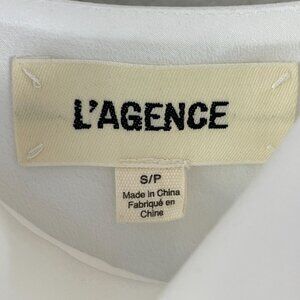 L'AGENCE
S/P
Made in China
Fabriqué en
Chine